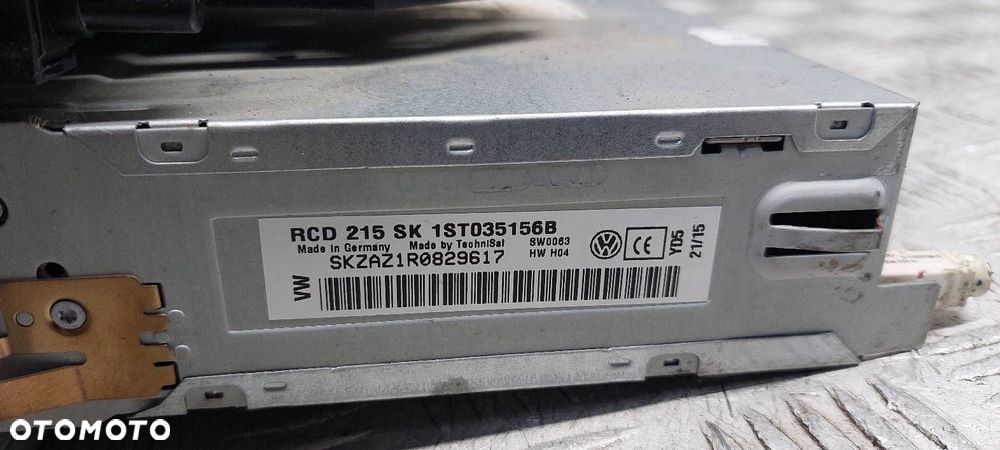 RCD 215 SK 1ST035156B
Made in Germany Made by TechniSat SW0063
HW H04
SKZAZ1R0829617
VW
CE
YD5
21/15
OTOMOTO